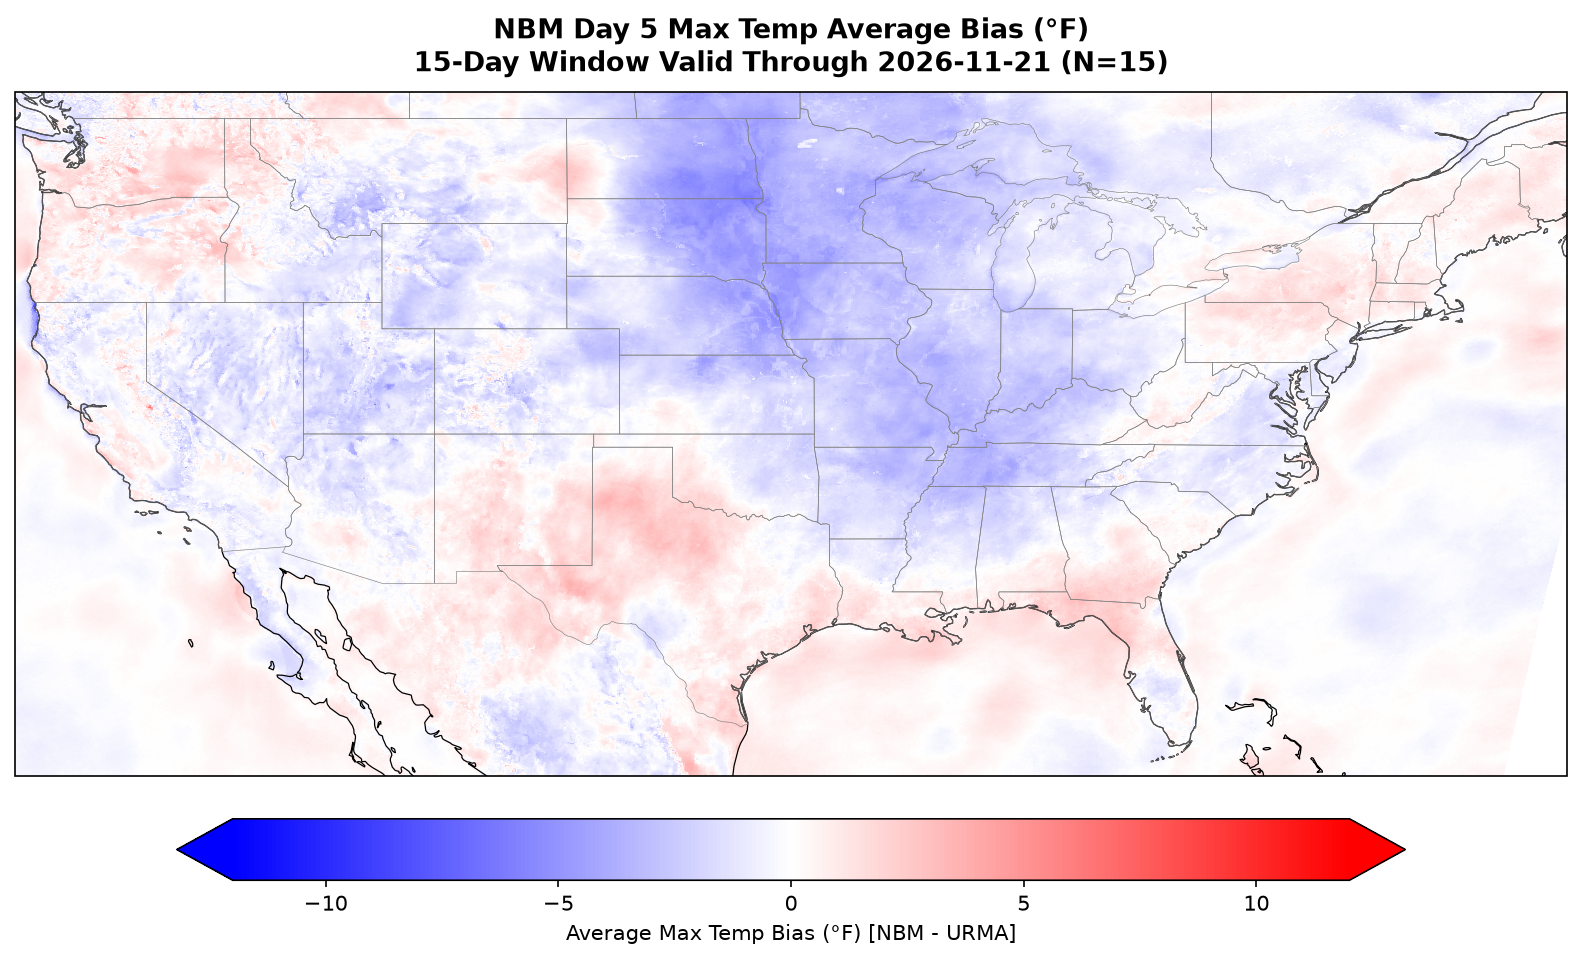 NBM Day 5 Max Temp Average Bias (°F)
15-Day Window Valid Through 2026-11-21 (N=15)
−10 −5 0 5 10
Average Max Temp Bias (°F) [NBM - URMA]